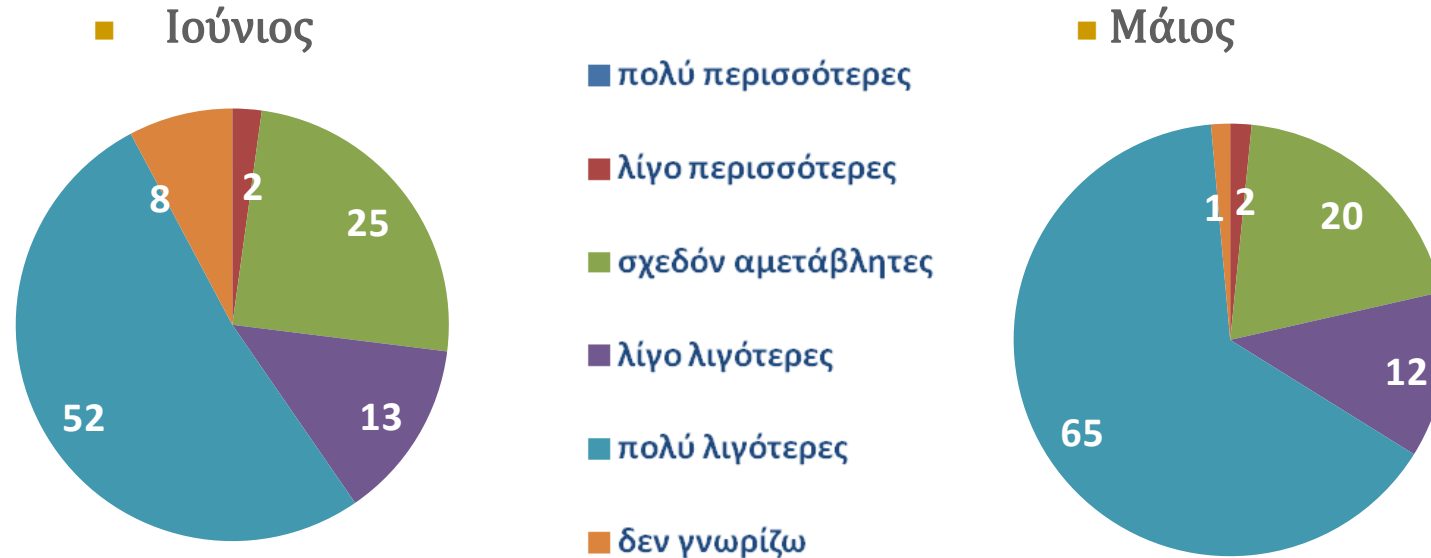 Ιούνιος
2
25
13
52
8
πολύ περισσότερες
λίγο περισσότερες
σχεδόν αμετάβλητες
λίγο λιγότερες
πολύ λιγότερες
δεν γνωρίζω
Μάιος
2
20
12
65
1